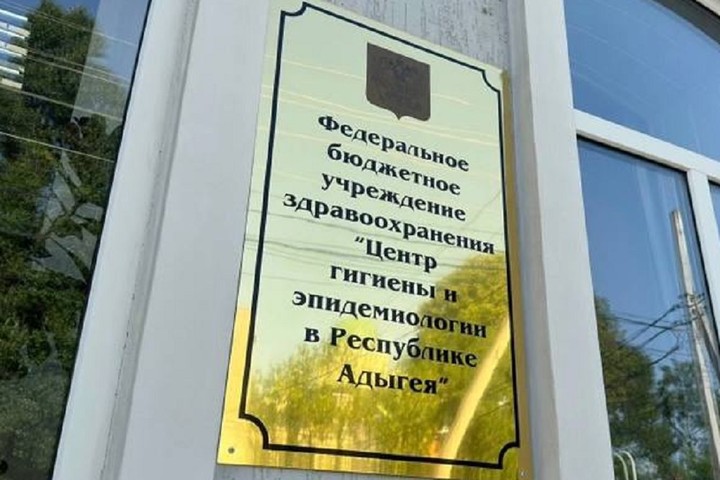 Федеральное
бюджетное
учреждение
здравоохранения
"Центр
гигиены и
эпидемиологии
в Республике
Адыгея"